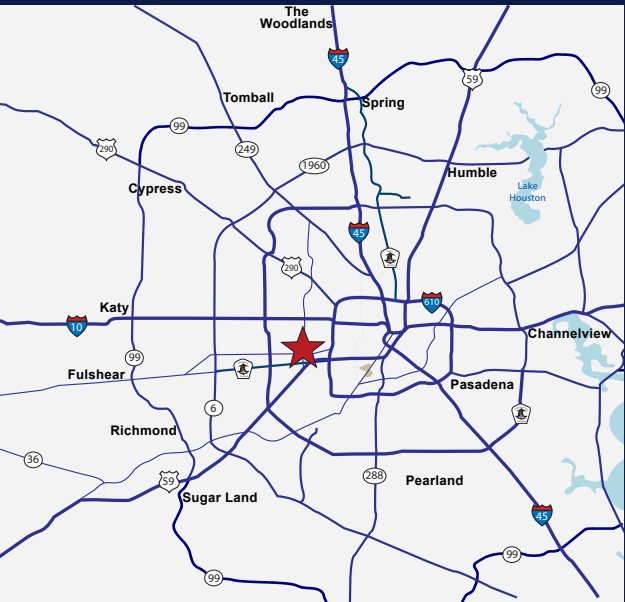 The
Woodlands
45
59
99
Tomball
Spring
99
290
249
1960
Humble
Cypress
Lake
Houston
45
290
610
Katy
10
Channelview
99
Fulshear
Pasadena
6
Richmond
36
288
59
Pearland
Sugar Land
45
99
99